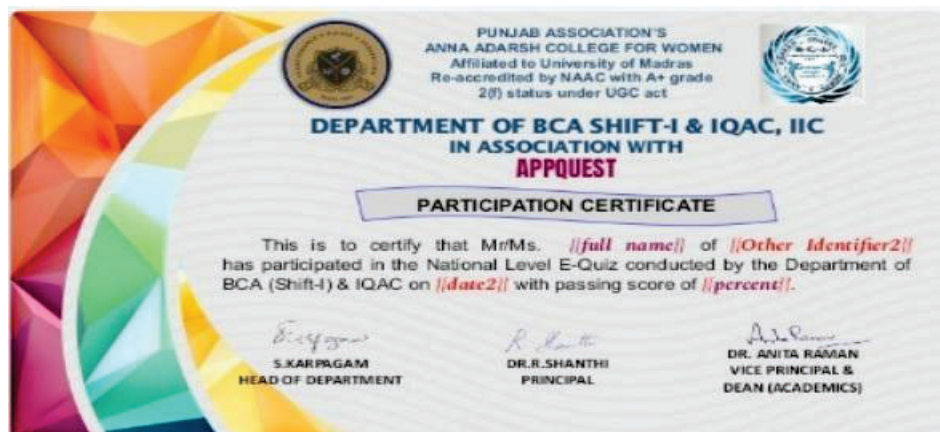 PUNJAB ASSOCIATION'S
ANNA ADARSH COLLEGE FOR WOMEN
Affiliated to University of Madras
Re-accredited by NAAC with A+ grade
2(f) status under UGC act
DEPARTMENT OF BCA SHIFT-I & IQAC, IIC
IN ASSOCIATION WITH
APPQUEST
PARTICIPATION CERTIFICATE
This is to certify that Mr/Ms. [[full name]] of [[Other Identifier2]]
has participated in the National Level E-Quiz conducted by the Department of
BCA (Shift-I) & IQAC on [[date2]] with passing score of [[percent]].
S.KARPAGAM
HEAD OF DEPARTMENT
DR.R.SHANTHI
PRINCIPAL
DR. ANITA RAMAN
VICE PRINCIPAL &
DEAN (ACADEMICS)